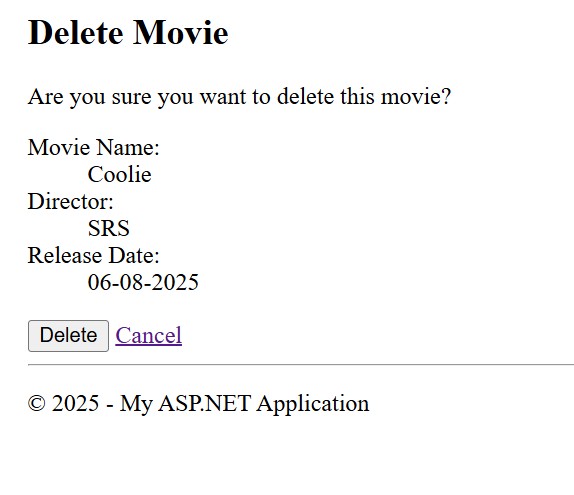 Delete Movie
Are you sure you want to delete this movie?
Movie Name:
Coolie
Director:
SRS
Release Date:
06-08-2025
Delete Cancel
© 2025 - My ASP.NET Application